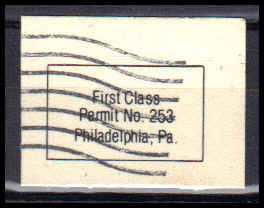 First Class
Permit No. 253
Philadelphia, Pa.